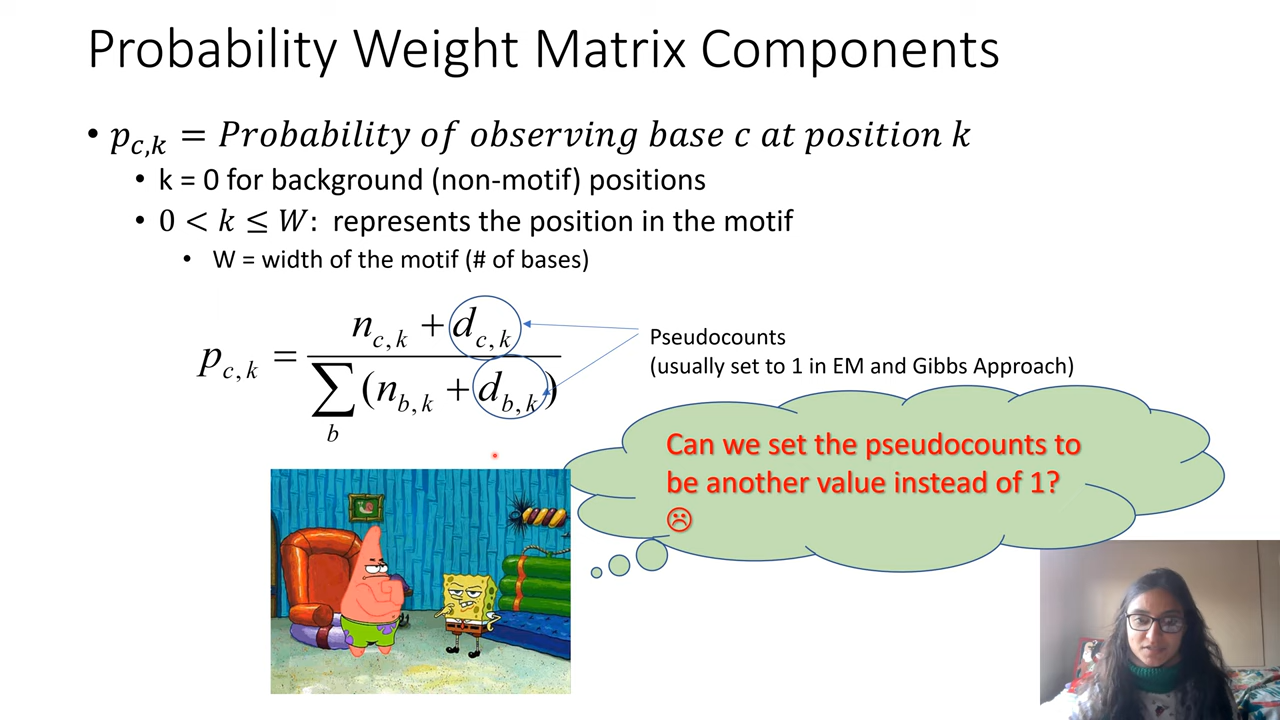 Probability Weight Matrix Components
• p_{c,k} = Probability of observing base c at position k
• k = 0 for background (non-motif) positions
• 0 < k ≤ W: represents the position in the motif
• W = width of the motif (# of bases)
p_{c,k} = \frac{n_{c,k} + d_{c,k}}{\sum_{b} (n_{b,k} + d_{b,k})}
Pseudocounts
(usually set to 1 in EM and Gibbs Approach)
Can we set the pseudocounts to
be another value instead of 1?
☹